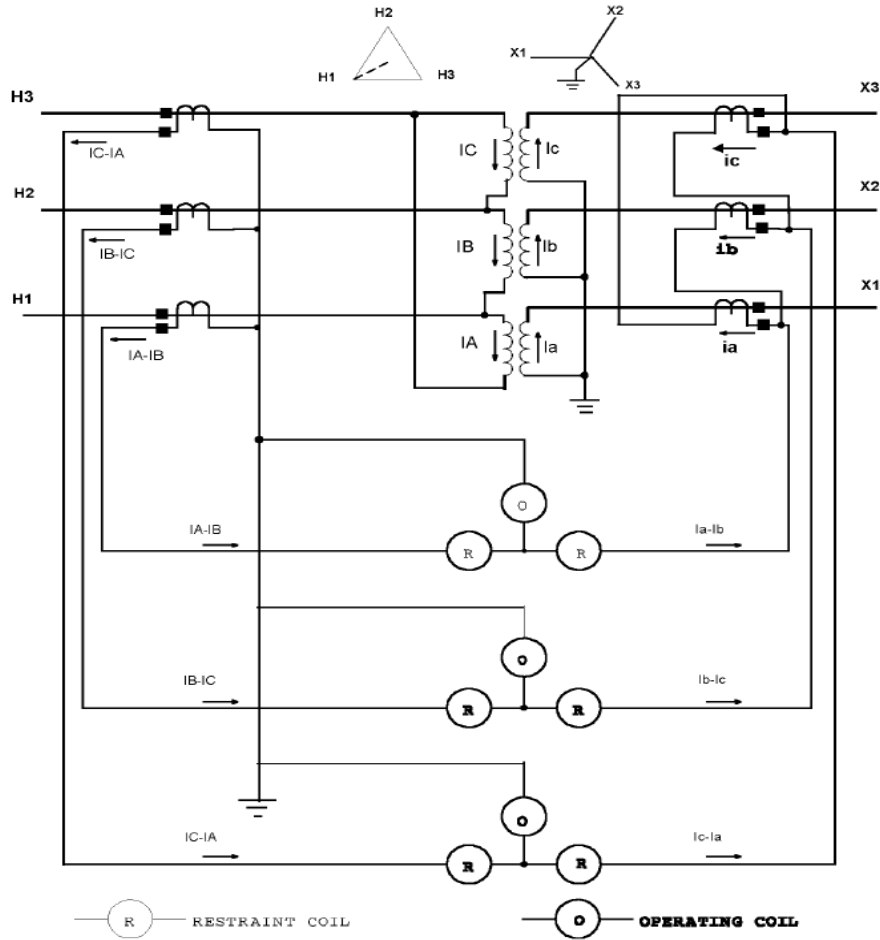 H2
X2
X1
H1
H3
X3
H3
X3
IC-IA
IC
Ic
ic
H2
X2
IB-IC
IB
Ib
ib
H1
X1
IA-IB
IA
Ia
ia
O
IA-IB
Ia-Ib
R
R
O
IB-IC
Ib-Ic
R
R
O
IC-IA
Ic-Ia
R
R
R
RESTRAINT COIL
O
OPERATING COIL